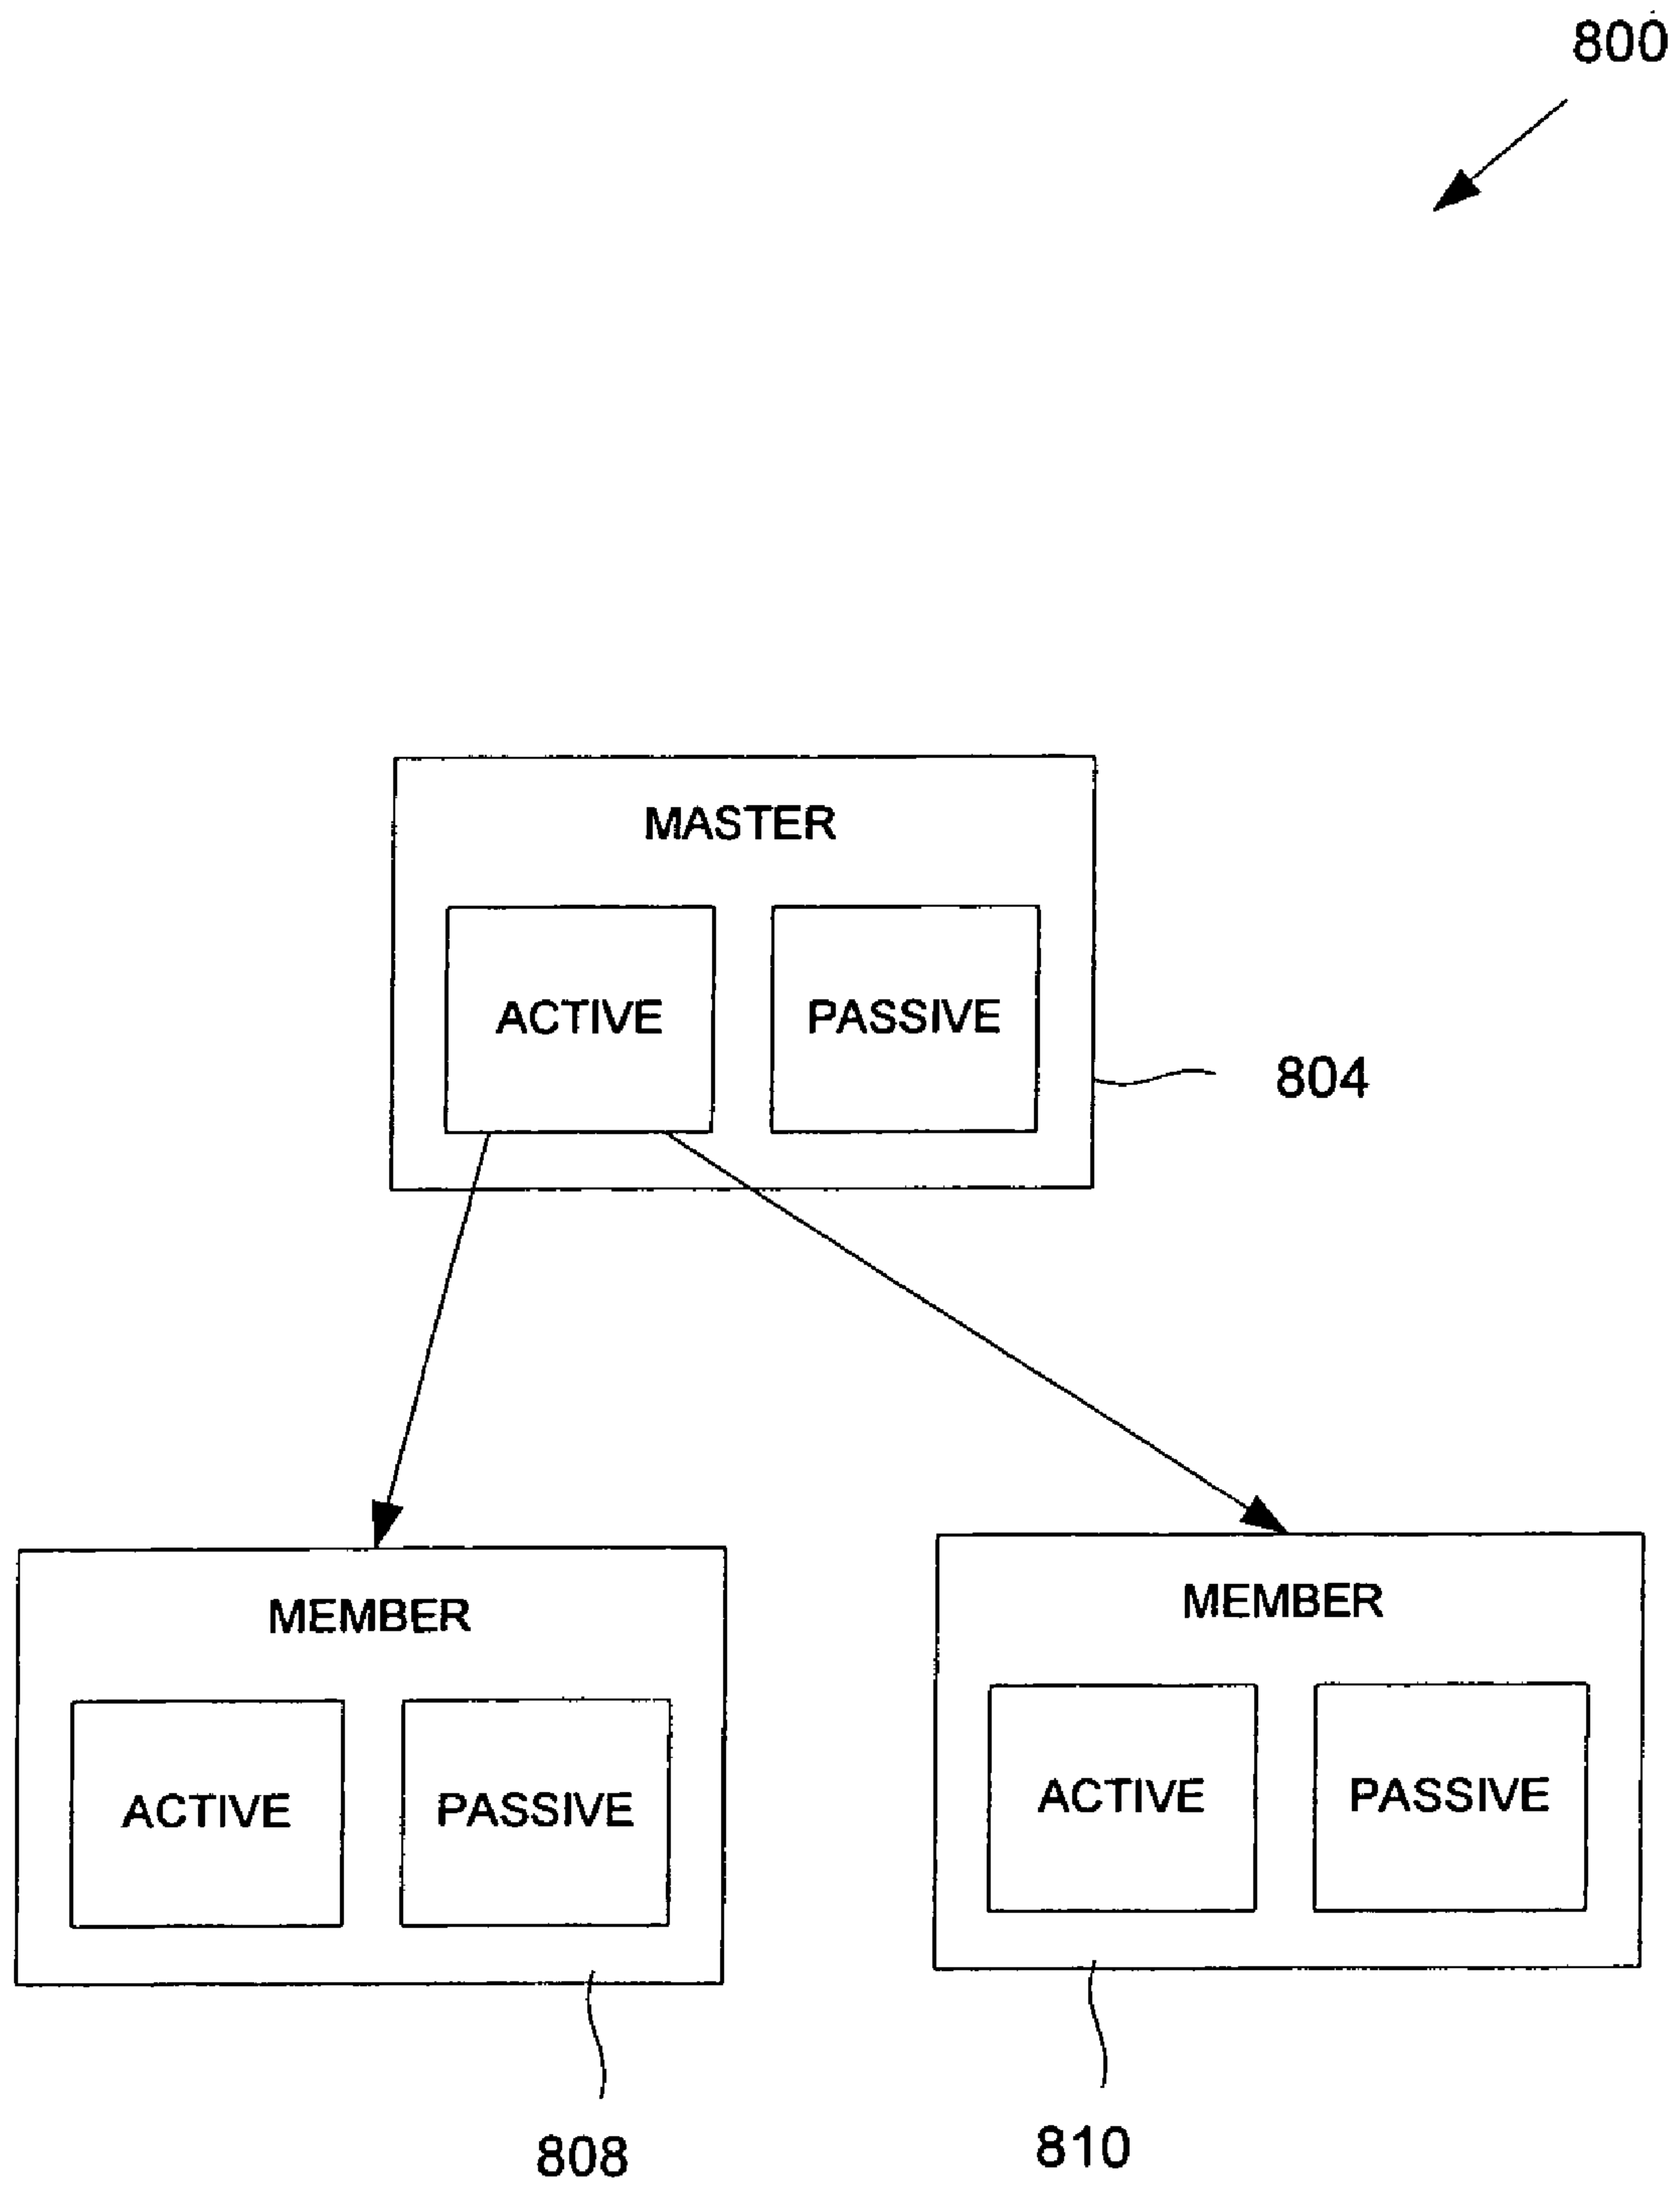 800
MASTER
ACTIVE PASSIVE
804
MEMBER
ACTIVE PASSIVE
808
MEMBER
ACTIVE PASSIVE
810